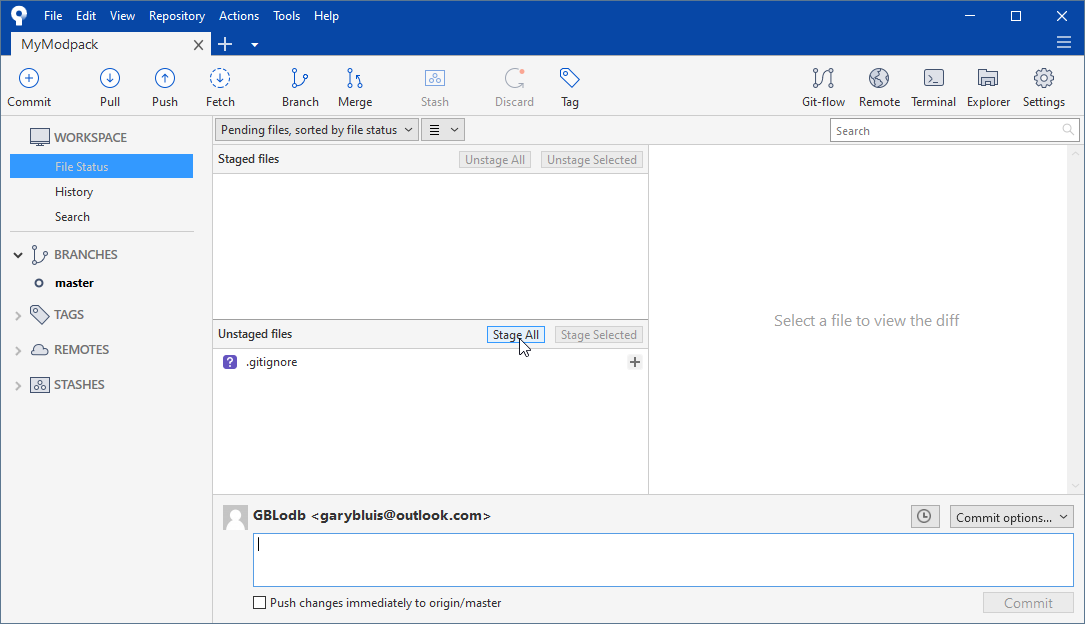 File Edit View Repository Actions Tools Help
MyModpack
Commit Pull Push Fetch Branch Merge Stash Discard Tag Git-flow Remote Terminal Explorer Settings
WORKSPACE
File Status
History
Search
BRANCHES
master
TAGS
REMOTES
STASHES
Pending files, sorted by file status
Search
Staged files Unstage All Unstage Selected
Unstaged files Stage All Stage Selected
? .gitignore
Select a file to view the diff
GBLodb <garybluis@outlook.com> Commit options...
Push changes immediately to origin/master Commit